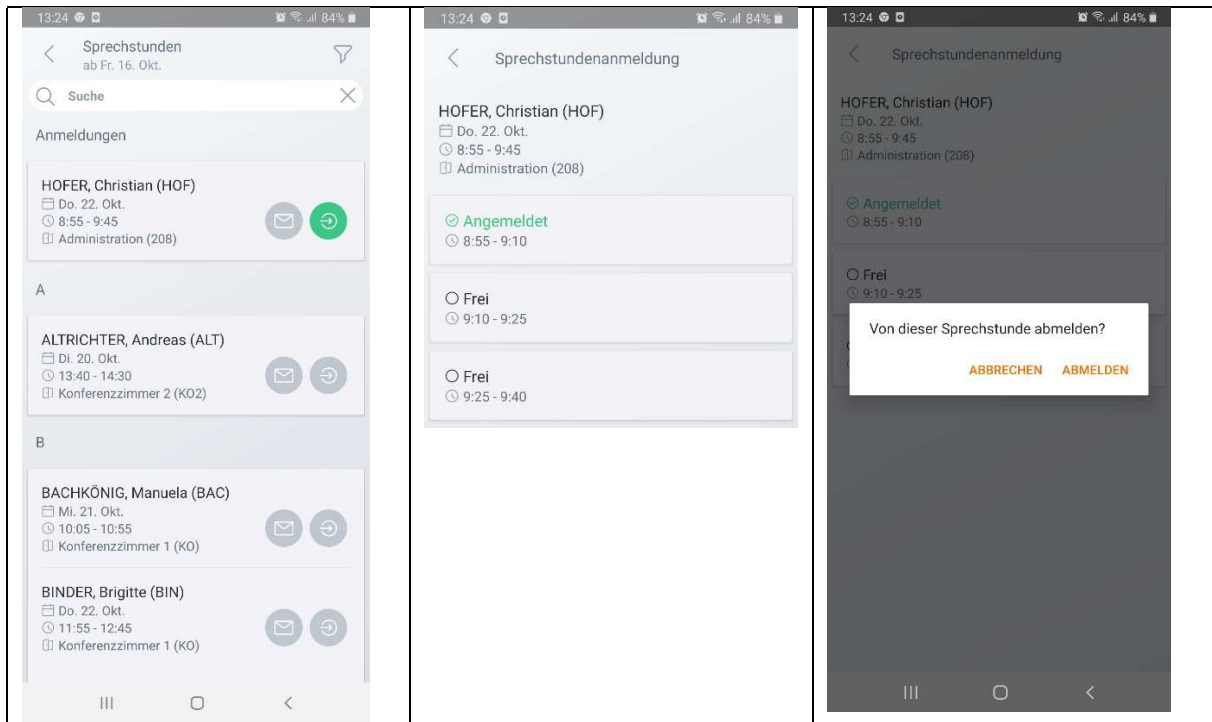 13:24 84%
Sprechstunden
ab Fr. 16. Okt.
Suche
Anmeldungen
HOFER, Christian (HOF)
Do. 22. Okt.
8:55 - 9:45
Administration (208)
A
ALTRICHTER, Andreas (ALT)
Di. 20. Okt.
13:40 - 14:30
Konferenzzimmer 2 (KO2)
B
BACHKÖNIG, Manuela (BAC)
Mi. 21. Okt.
10:05 - 10:55
Konferenzzimmer 1 (KO)
BINDER, Brigitte (BIN)
Do. 22. Okt.
11:55 - 12:45
Konferenzzimmer 1 (KO)
13:24 84%
Sprechstundenanmeldung
HOFER, Christian (HOF)
Do. 22. Okt.
8:55 - 9:45
Administration (208)
Angemeldet
8:55 - 9:10
Frei
9:10 - 9:25
Frei
9:25 - 9:40
13:24 84%
Sprechstundenanmeldung
HOFER, Christian (HOF)
Do. 22. Okt.
8:55 - 9:45
Administration (208)
Angemeldet
8:55 - 9:10
Frei
9:10 - 9:25
Von dieser Sprechstunde abmelden?
ABBRECHEN ABMELDEN